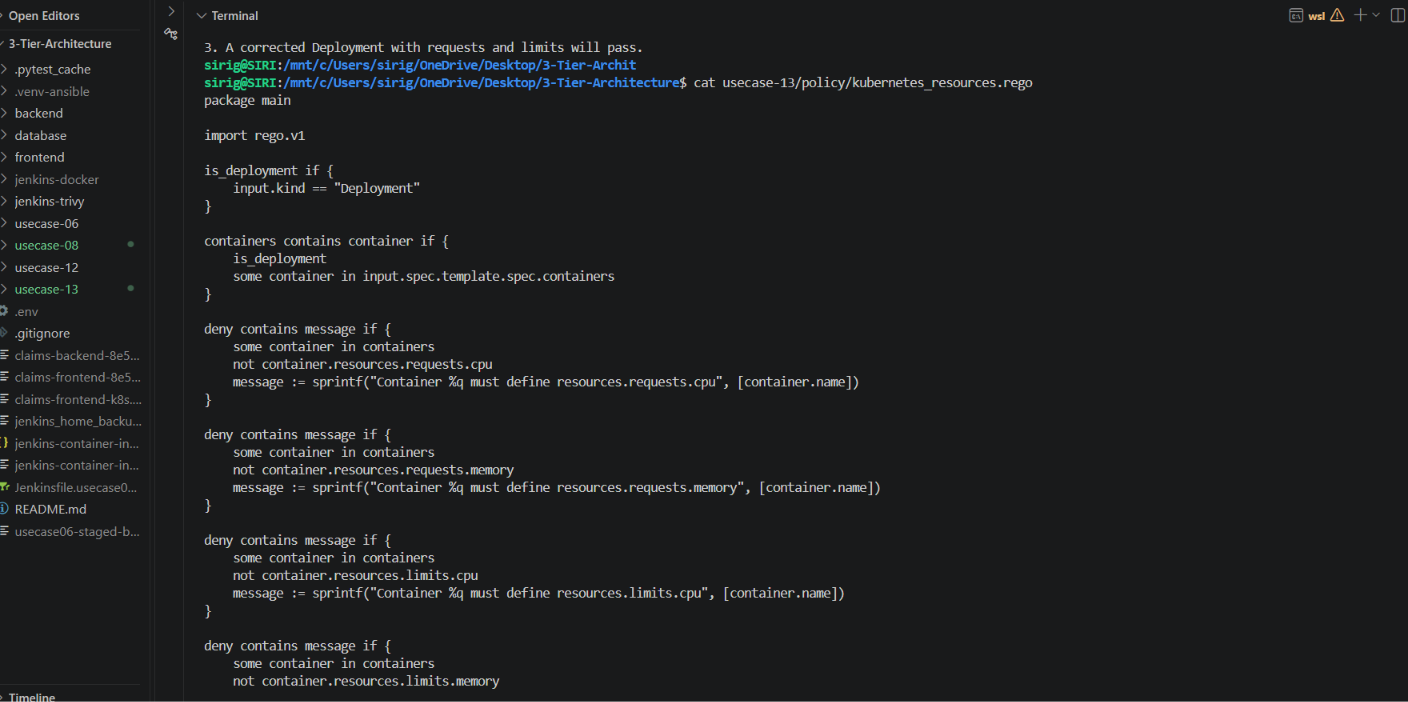 Open Editors
3-Tier-Architecture
.pytest_cache
.venv-ansible
backend
database
frontend
jenkins-docker
jenkins-trivy
usecase-06
usecase-08
usecase-12
usecase-13
.env
.gitignore
claims-backend-8e5...
claims-frontend-8e5...
claims-frontend-k8s....
jenkins_home_backu...
jenkins-container-in...
jenkins-container-in...
Jenkinsfile.usecase0...
README.md
usecase06-staged-b...
Timeline
Terminal
wsl
3. A corrected Deployment with requests and limits will pass.
sirig@SIRI:/mnt/c/Users/sirig/OneDrive/Desktop/3-Tier-Archit
sirig@SIRI:/mnt/c/Users/sirig/OneDrive/Desktop/3-Tier-Architecture$ cat usecase-13/policy/kubernetes_resources.rego
package main

import rego.v1

is_deployment if {
    input.kind == "Deployment"
}

containers contains container if {
    is_deployment
    some container in input.spec.template.spec.containers
}

deny contains message if {
    some container in containers
    not container.resources.requests.cpu
    message := sprintf("Container %q must define resources.requests.cpu", [container.name])
}

deny contains message if {
    some container in containers
    not container.resources.requests.memory
    message := sprintf("Container %q must define resources.requests.memory", [container.name])
}

deny contains message if {
    some container in containers
    not container.resources.limits.cpu
    message := sprintf("Container %q must define resources.limits.cpu", [container.name])
}

deny contains message if {
    some container in containers
    not container.resources.limits.memory